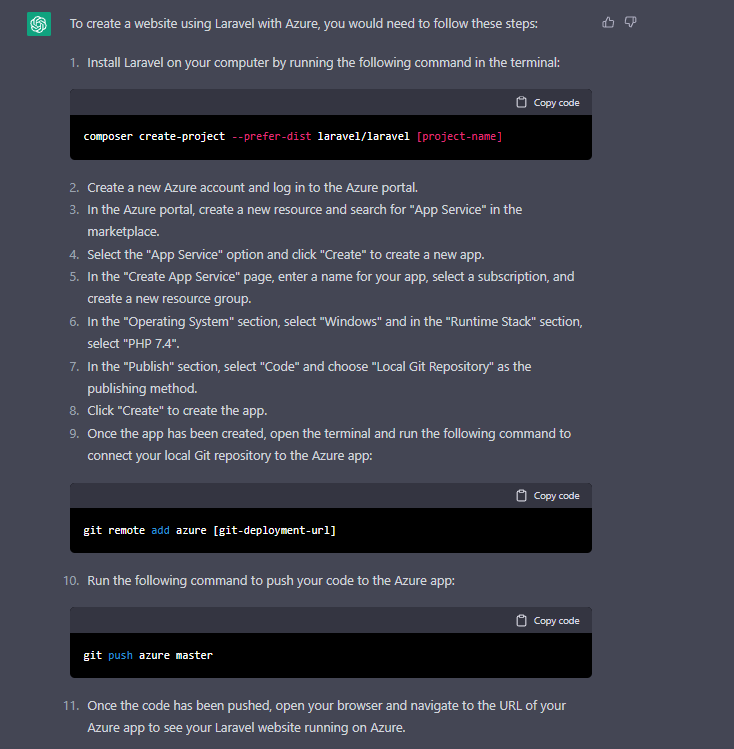 To create a website using Laravel with Azure, you would need to follow these steps:
1. Install Laravel on your computer by running the following command in the terminal:
Copy code
composer create-project --prefer-dist laravel/laravel [project-name]
2. Create a new Azure account and log in to the Azure portal.
3. In the Azure portal, create a new resource and search for "App Service" in the
marketplace.
4. Select the "App Service" option and click "Create" to create a new app.
5. In the "Create App Service" page, enter a name for your app, select a subscription, and
create a new resource group.
6. In the "Operating System" section, select "Windows" and in the "Runtime Stack" section,
select "PHP 7.4".
7. In the "Publish" section, select "Code" and choose "Local Git Repository" as the
publishing method.
8. Click "Create" to create the app.
9. Once the app has been created, open the terminal and run the following command to
connect your local Git repository to the Azure app:
Copy code
git remote add azure [git-deployment-url]
10. Run the following command to push your code to the Azure app:
Copy code
git push azure master
11. Once the code has been pushed, open your browser and navigate to the URL of your
Azure app to see your Laravel website running on Azure.